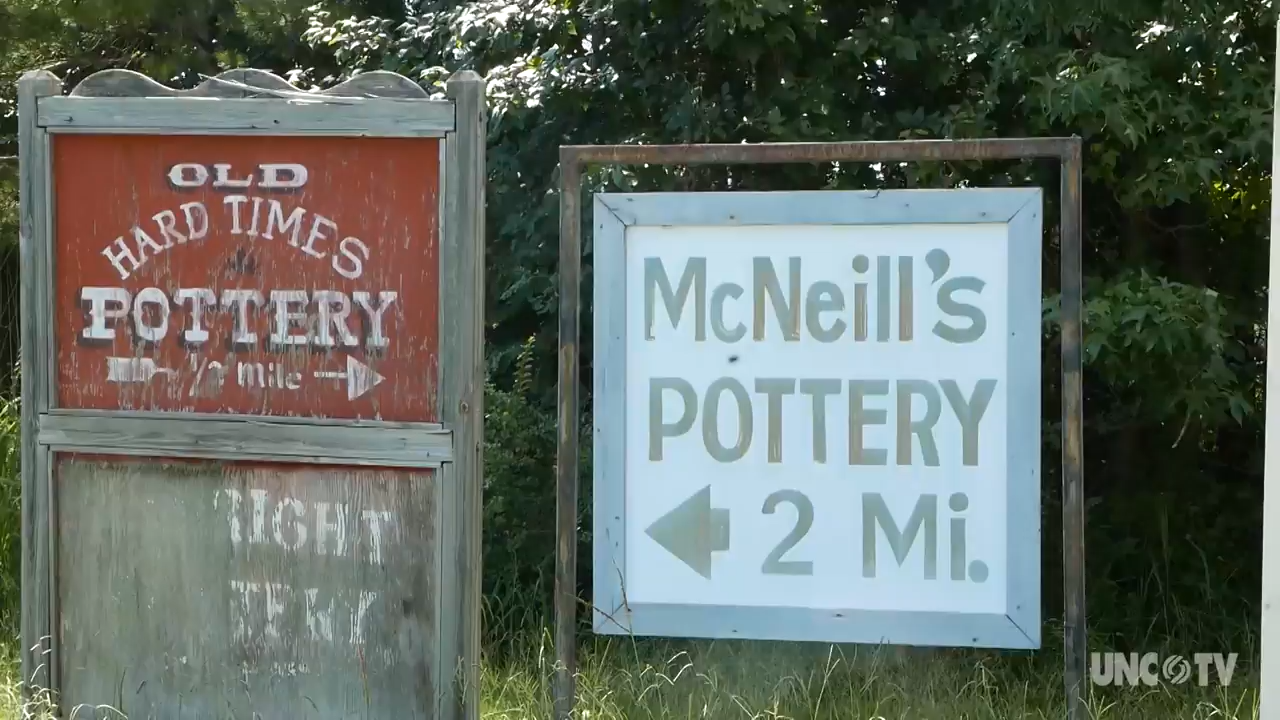 OLD
HARD TIMES
POTTERY
1/2 mile
McNeill's
POTTERY
2 Mi.
UNC TV